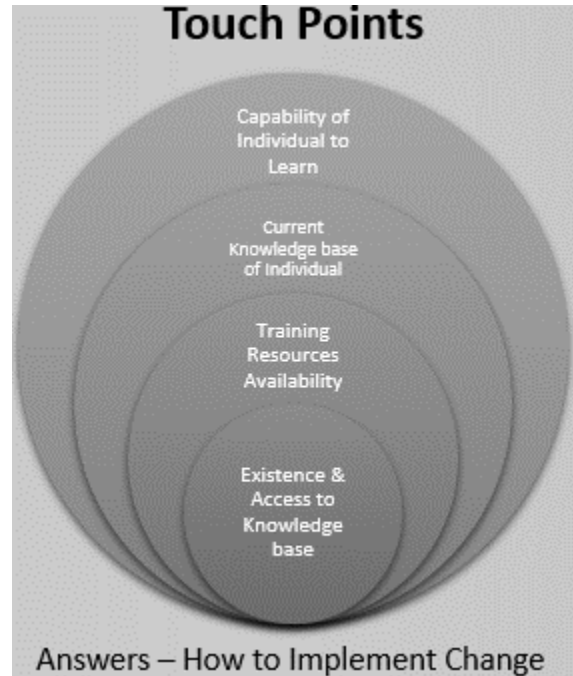 Touch Points
Capability of
Individual to
Learn
Current
Knowledge base
of Individual
Training
Resources
Availability
Existence &
Access to
Knowledge
base
Answers – How to Implement Change